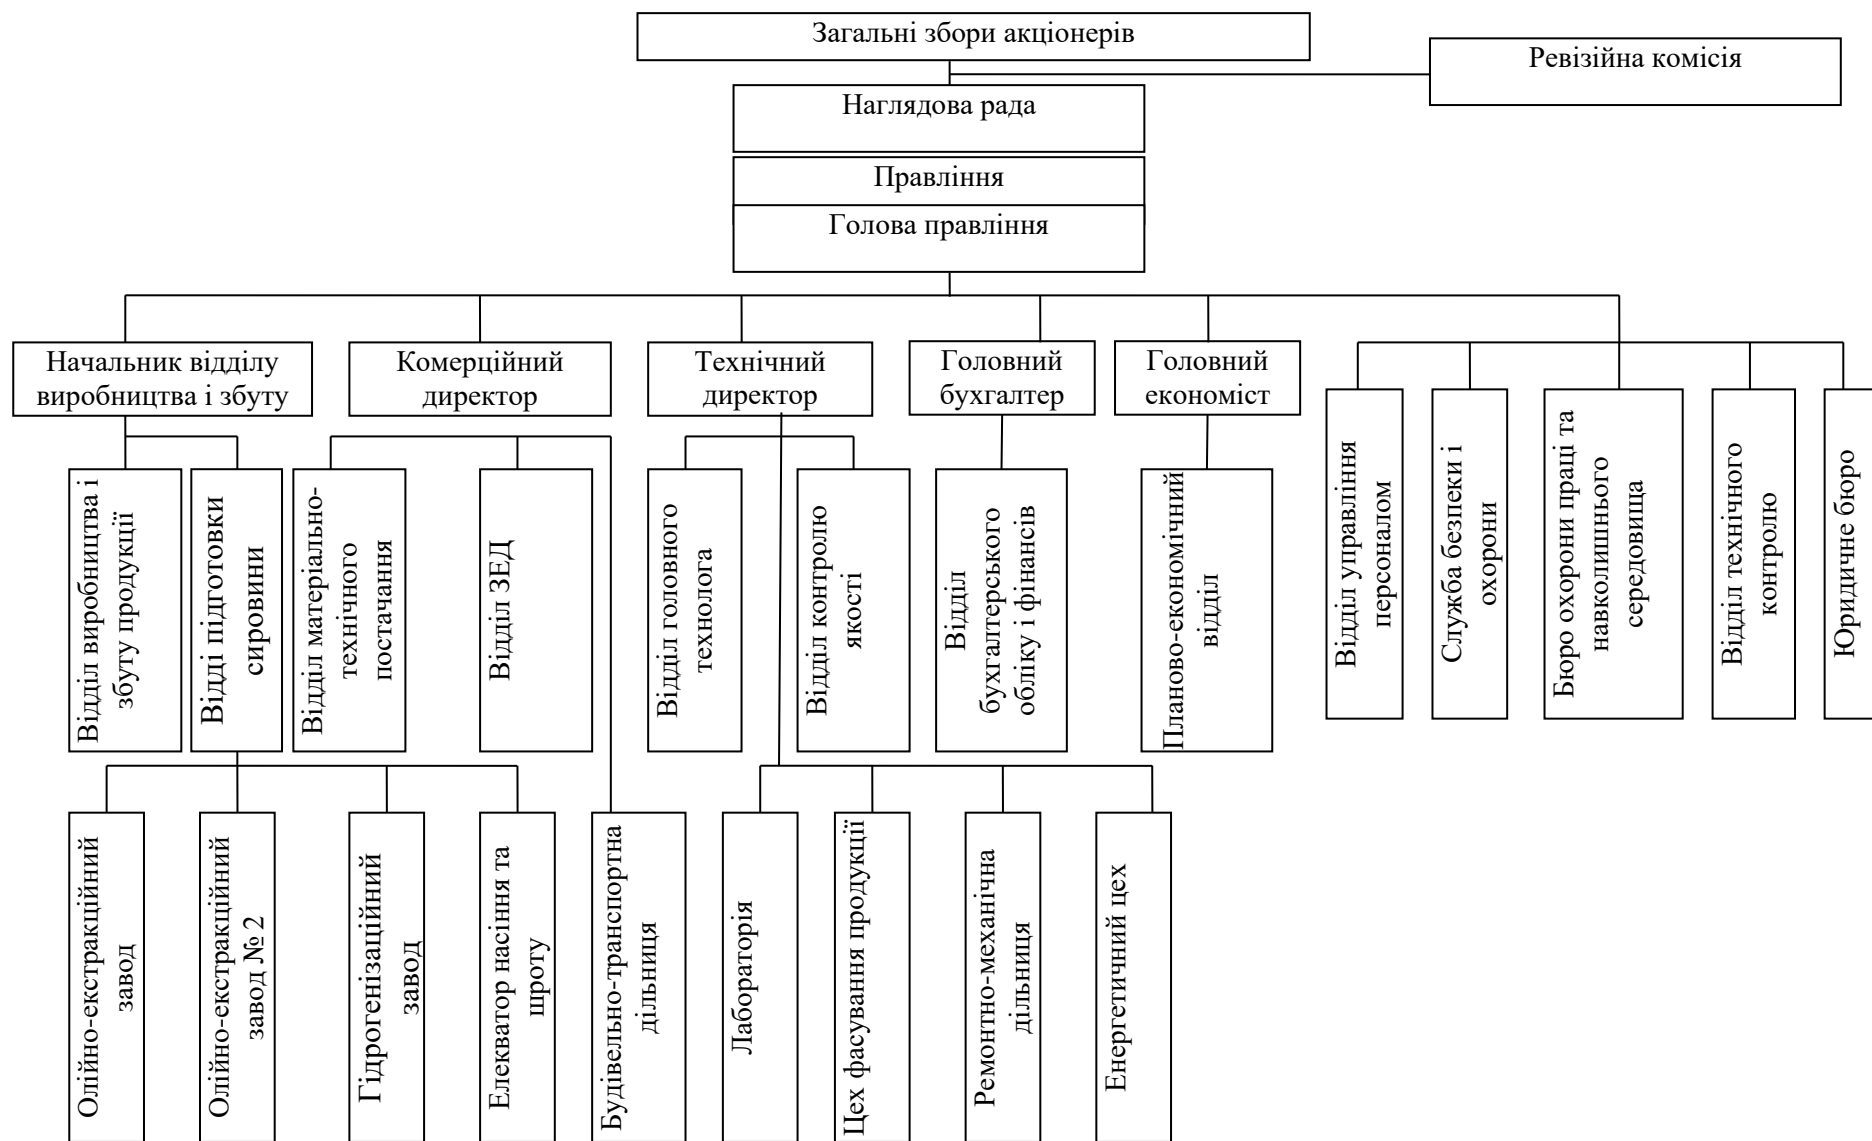 Загальні збори акціонерів
Ревізійна комісія
Наглядова рада
Правління
Голова правління
Начальник відділу
виробництва і збуту
Комерційний
директор
Технічний
директор
Головний
бухгалтер
Головний
економіст
Відділ виробництва і
збуту продукції
Відді підготовки
сировини
Відділ матеріально-
технічного
постачання
Відділ ЗЕД
Відділ головного
технолога
Відділ контролю
якості
Відділ
бухгалтерського
обліку і фінансів
Планово-економічний
відділ
Відділ управління
персоналом
Служба безпеки і
охорони
Бюро охорони праці та
навколишнього
середовища
Відділ технічного
контролю
Юридичне бюро
Олійно-екстракційний
завод
Олійно-екстракційний
завод № 2
Гідрогенізаційний
завод
Елекватор насіння та
шроту
Будівельно-транспортна
дільниця
Лабораторія
Цех фасування продукції
Ремонтно-механічна
дільниця
Енергетичний цех